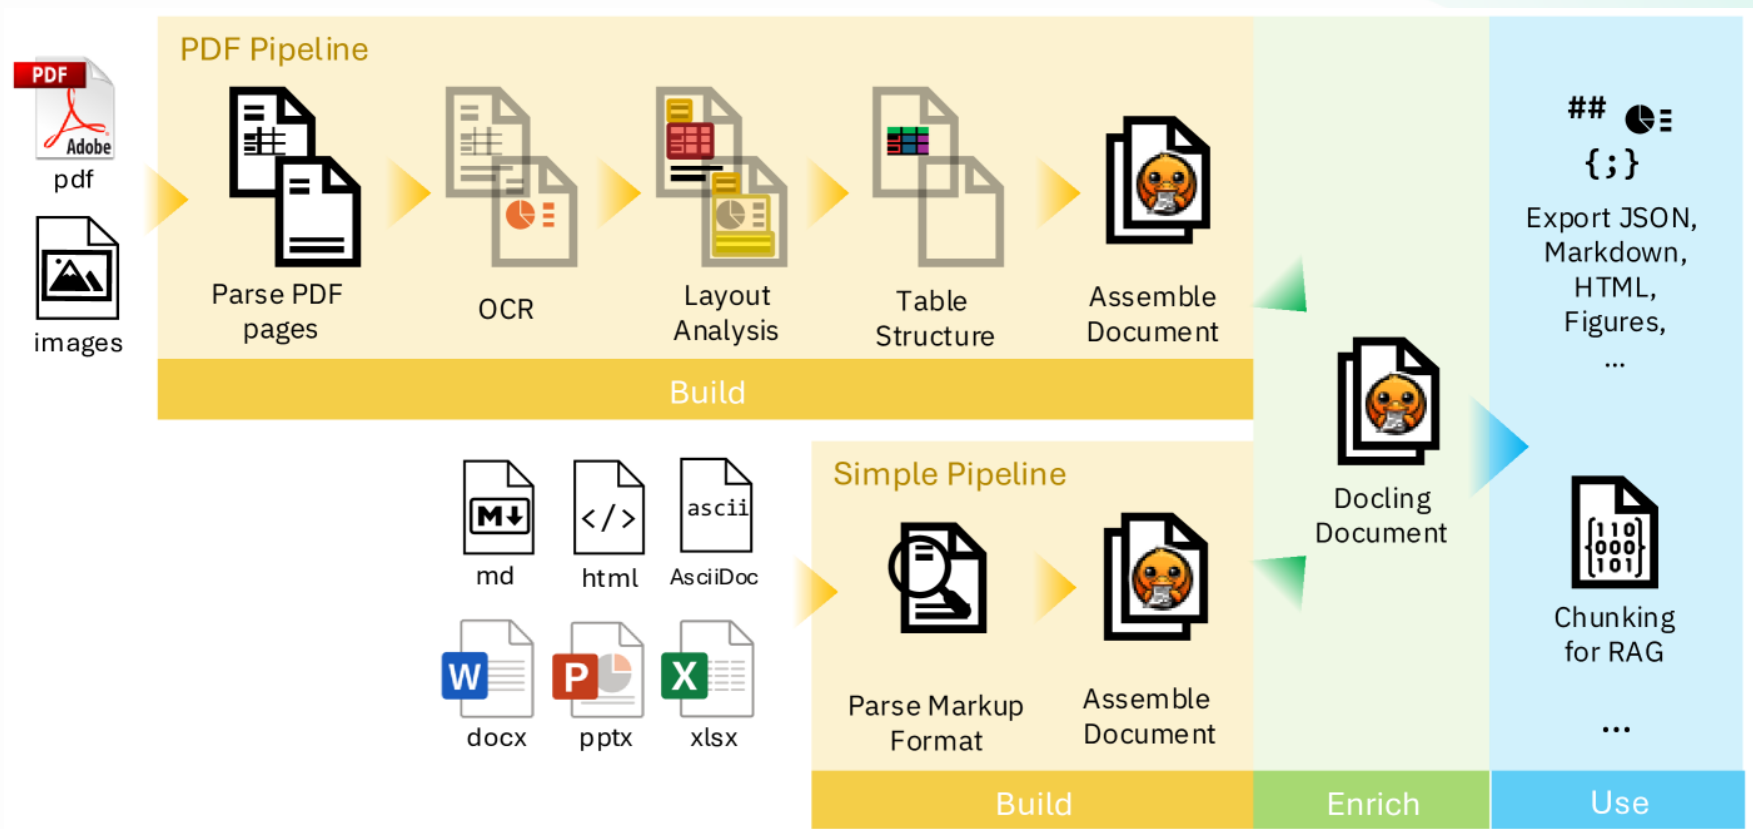 PDF Pipeline
PDF
Adobe
pdf
images
Parse PDF
pages
OCR
Layout
Analysis
Table
Structure
Assemble
Document
Build
M
md
</>
html
ascii
AsciiDoc
W
docx
P
pptx
X
xlsx
Simple Pipeline
Parse Markup
Format
Assemble
Document
Build
Docling
Document
Enrich
##
{;}
Export JSON,
Markdown,
HTML,
Figures,
...
{110}
{000}
{101}
Chunking
for RAG
...
Use